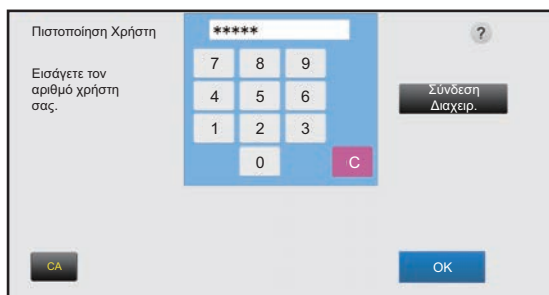 Πιστοποίηση Χρήστη
*****
?
Εισάγετε τον
αριθμό χρήστη
σας.
7 8 9
4 5 6
1 2 3
0 C
Σύνδεση
Διαχειρ.
CA
OK